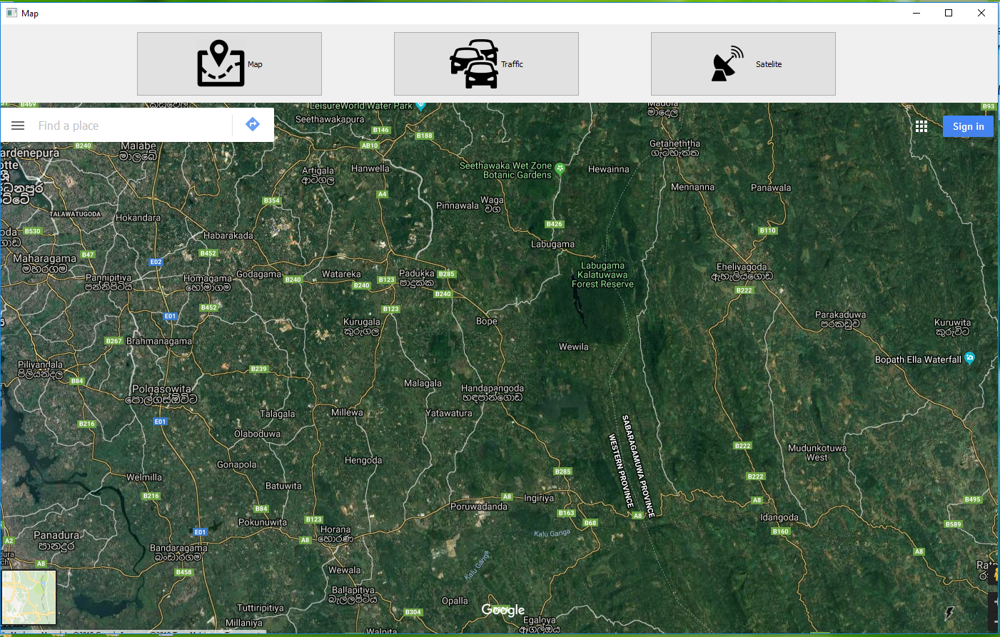 Map
Map
Traffic
Satelite
B469
LeisureWorld Water Park
Seethawakapura
මාදෙල
B93
Find a place
Sign in
B146
B188
B240
AB10
Malabe
මාලබේ
Getaheththa
ගැටහැත්ත
ardenepura
otte
Artigala
ආටිගල
Hanwella
Seethawaka Wet Zone
Botanic Gardens
Hewainna
Mennanna
Panawala
A4
B354
Pinnawala
Waga
වග
TALAWATUGODA
Hokandara
B426
B530
Habarakada
B110
Labugama
Maharagama
මහරගම
B47
B452
E02
Labugama
Kalatuwawa
Forest Reserve
Eheliyagoda
ඇහැලියගොඩ
Pannipitiya
පන්නිපිටිය
Homagama
හෝමාගම
Godagama
B240
Watareka
B240
B123
Padukka
පාදුක්ක
B285
B240
B222
B452
E01
B123
Kurugala
කුරුගල
Bope
Parakaduwa
පරකඩුව
Kuruwita
කුරුවිට
B267
Brahmanagama
Wewila
Bopath Ella Waterfall
Piliyandala
පිලියන්දල
B84
B239
Polgasowita
පොල්ගස්ඕවිට
Malagala
Handapangoda
හඳපාන්ගොඩ
Talagala
Millewa
Yatawatura
E01
B216
Olaboduwa
SABARAGAMUWA PROVINCE
WESTERN PROVINCE
B222
Mudunkotuwa
West
Gonapola
Hengoda
B285
B222
Welmilla
Batuwita
B216
A8
Ingiriya
A8
B495
Poruwadanda
B84
B163
A8
Idangoda
Pokunuwita
B123
B68
B589
Horana
හොරණ
A8
B160
E01
Kalu Ganga
Panadura
පානදුර
A2
Bandaragama
බංඩාරගම
A8
Kalu Ganga
A8
B458
Wewala
Ballapitiya
බැල්ලපිටිය
Opalla
Tuttiripitiya
B304
Google
Egaloya
ඇගල්ඔය
Millaniya
Walpita